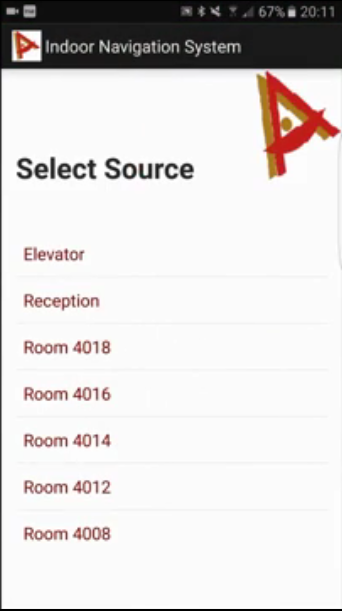 67% 20:11
Indoor Navigation System
Select Source
Elevator
Reception
Room 4018
Room 4016
Room 4014
Room 4012
Room 4008